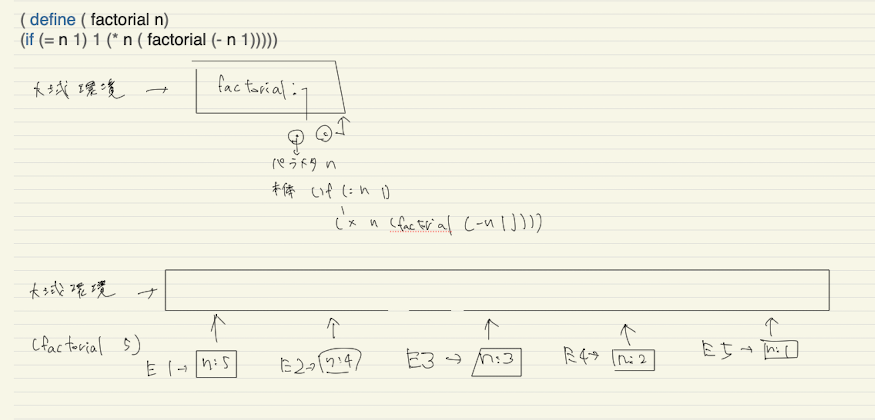 ( define ( factorial n)
(if (= n 1) 1 (* n ( factorial (- n 1)))))
大域環境 → factorial:
パラメタ n
本体 (if (= n 1)
1
(* n (factorial (- n 1))))
大域環境 →
(factorial 5)
E1→ n:5 E2→ n:4 E3 → n:3 E4→ n:2 E5→ n:1